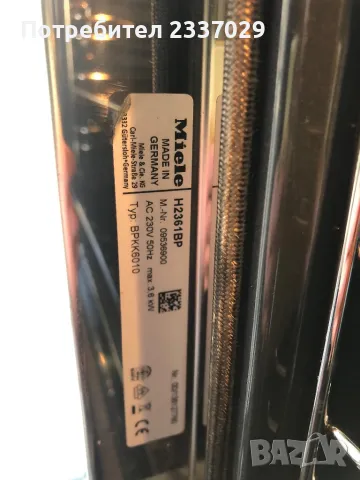 Потребител 2337029
Miele
MADE IN
GERMANY
Miele & Cie. KG
Carl-Miele-Straße 29
Gütersloh•Germany
H2361BP
M.-Nr. 09536900
AC 230V 50Hz max. 3,6 kW
Typ: BPKK6010
Nr.
BAZAR